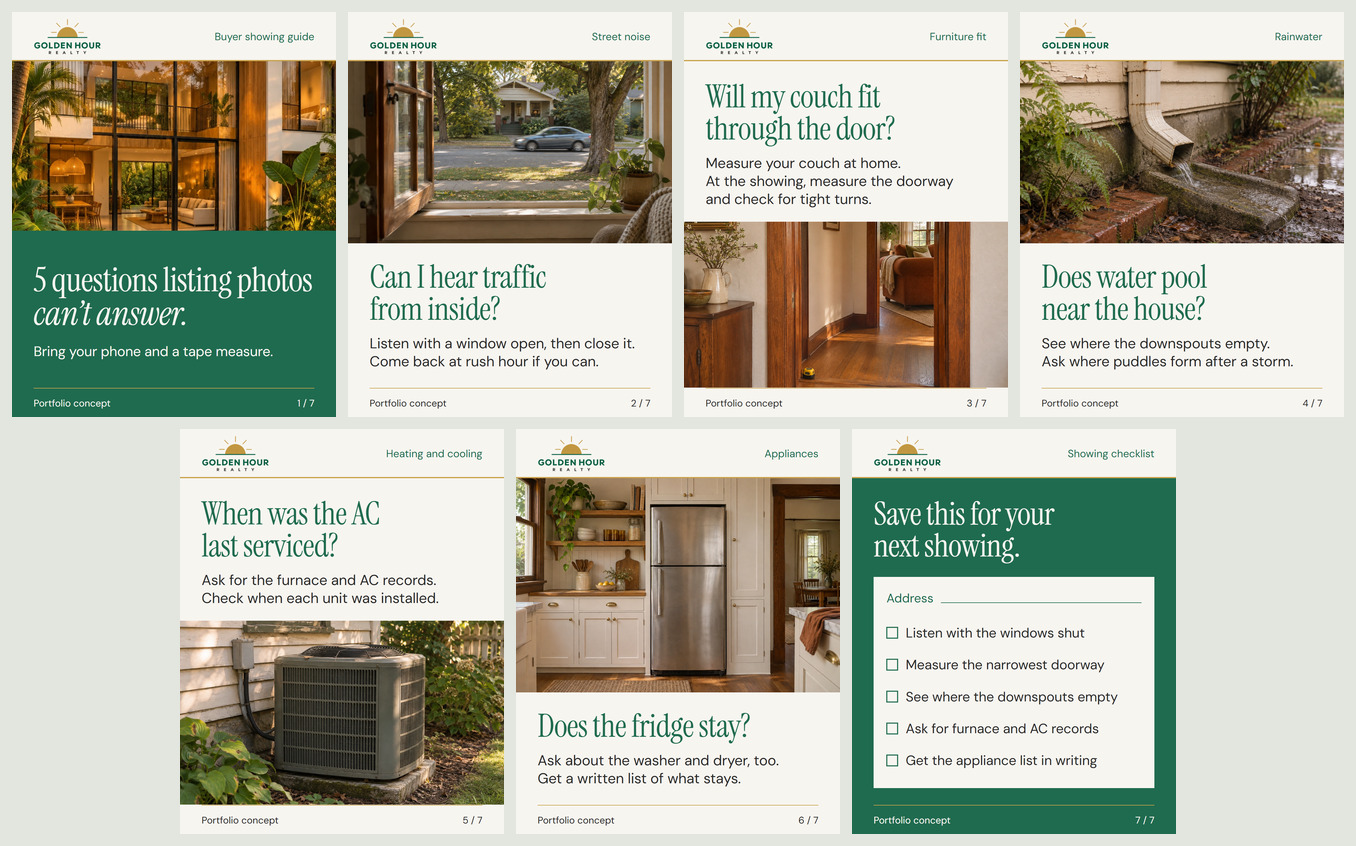 GOLDEN HOUR
REALTY
Buyer showing guide
5 questions listing photos
can't answer.
Bring your phone and a tape measure.
Portfolio concept
1 / 7
GOLDEN HOUR
REALTY
Street noise
Can I hear traffic
from inside?
Listen with a window open, then close it.
Come back at rush hour if you can.
Portfolio concept
2 / 7
GOLDEN HOUR
REALTY
Furniture fit
Will my couch fit
through the door?
Measure your couch at home.
At the showing, measure the doorway
and check for tight turns.
Portfolio concept
3 / 7
GOLDEN HOUR
REALTY
Rainwater
Does water pool
near the house?
See where the downspouts empty.
Ask where puddles form after a storm.
Portfolio concept
4 / 7
GOLDEN HOUR
REALTY
Heating and cooling
When was the AC
last serviced?
Ask for the furnace and AC records.
Check when each unit was installed.
Portfolio concept
5 / 7
GOLDEN HOUR
REALTY
Appliances
Does the fridge stay?
Ask about the washer and dryer, too.
Get a written list of what stays.
Portfolio concept
6 / 7
GOLDEN HOUR
REALTY
Showing checklist
Save this for your
next showing.
Address
Listen with the windows shut
Measure the narrowest doorway
See where the downspouts empty
Ask for furnace and AC records
Get the appliance list in writing
Portfolio concept
7 / 7